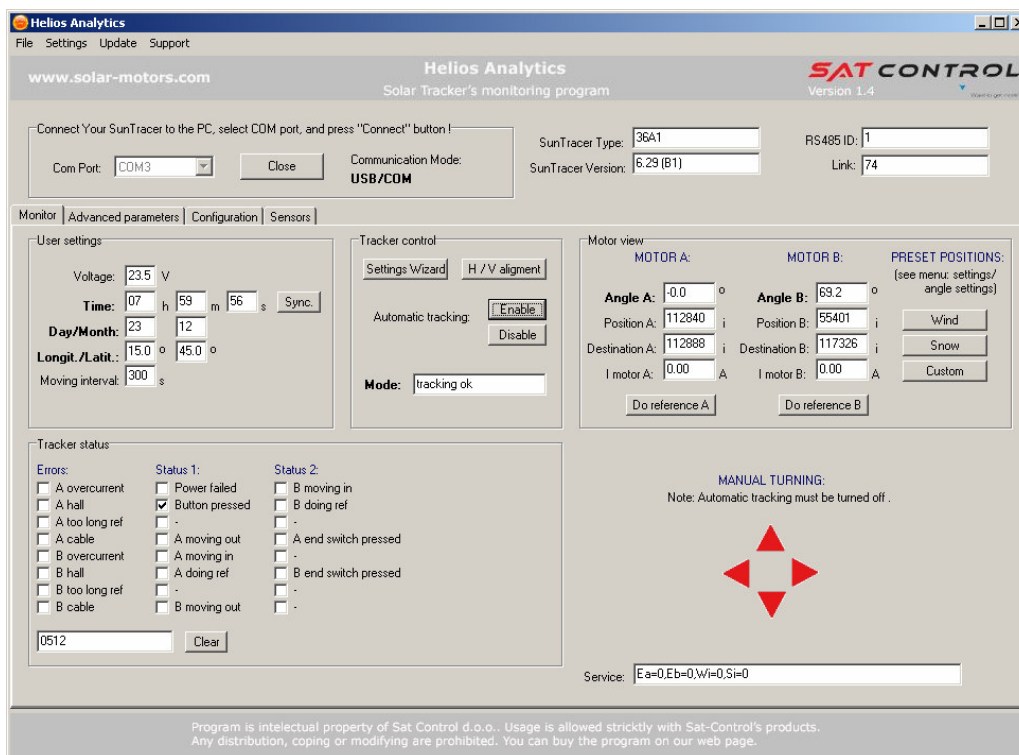 Helios Analytics
File Settings Update Support
www.solar-motors.com
Helios Analytics
Solar Tracker's monitoring program
SAT CONTROL
Version 1.4
Connect Your SunTracer to the PC, select COM port, and press "Connect" button !
Com Port: COM3
Close
Communication Mode:
USB/COM
SunTracer Type: 36A1
SunTracer Version: 6.29 (B1)
RS485 ID: 1
Link: 74
Monitor Advanced parameters Configuration Sensors
User settings
Voltage: 23.5 V
Time: 07 h 59 m 56 s Sync.
Day/Month: 23 12
Longit./Latit.: 15.0 o 45.0 o
Moving interval: 300 s
Tracker control
Settings Wizard H / V aligment
Automatic tracking: Enable
Disable
Mode: tracking ok
Motor view
MOTOR A: MOTOR B: PRESET POSITIONS:
(see menu: settings/
angle settings)
Angle A: -0.0 o Angle B: 69.2 o
Position A: 112840 i Position B: 55401 i Wind
Destination A: 112888 i Destination B: 117326 i Snow
I motor A: 0.00 A I motor B: 0.00 A Custom
Do reference A Do reference B
Tracker status
Errors: Status 1: Status 2:
A overcurrent Power failed B moving in
A hall Button pressed B doing ref
A too long ref - -
A cable A moving out A end switch pressed
B overcurrent A moving in -
B hall A doing ref B end switch pressed
B too long ref - -
B cable B moving out -
0512 Clear
MANUAL TURNING:
Note: Automatic tracking must be turned off .
Service: Ea=0,Eb=0,Wi=0,Si=0
Program is intelectual property of Sat Control d.o.o.. Usage is allowed stricktly with Sat-Control's products.
Any distribution, coping or modifying are prohibited. You can buy the program on our web page.